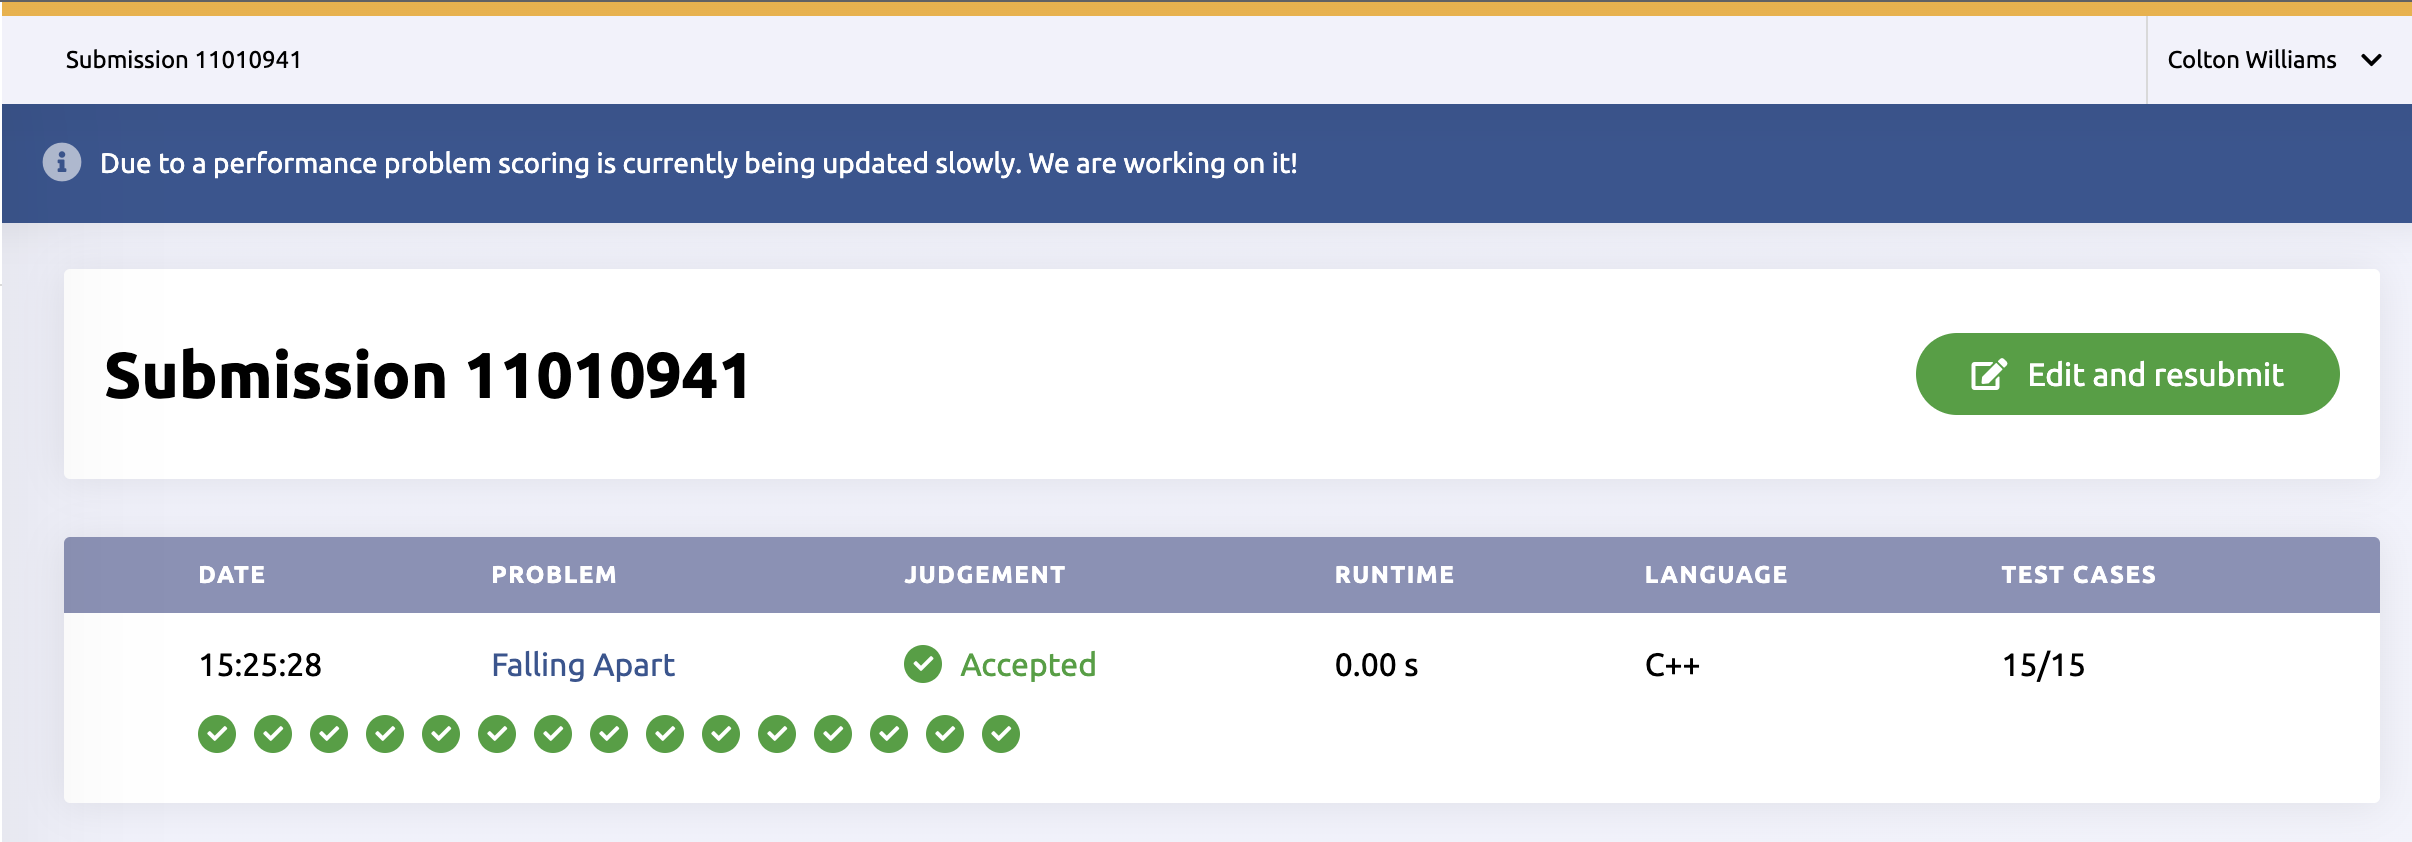 Submission 11010941
Colton Williams
Due to a performance problem scoring is currently being updated slowly. We are working on it!
Submission 11010941
Edit and resubmit
DATE PROBLEM JUDGEMENT RUNTIME LANGUAGE TEST CASES
15:25:28 Falling Apart Accepted 0.00 s C++ 15/15